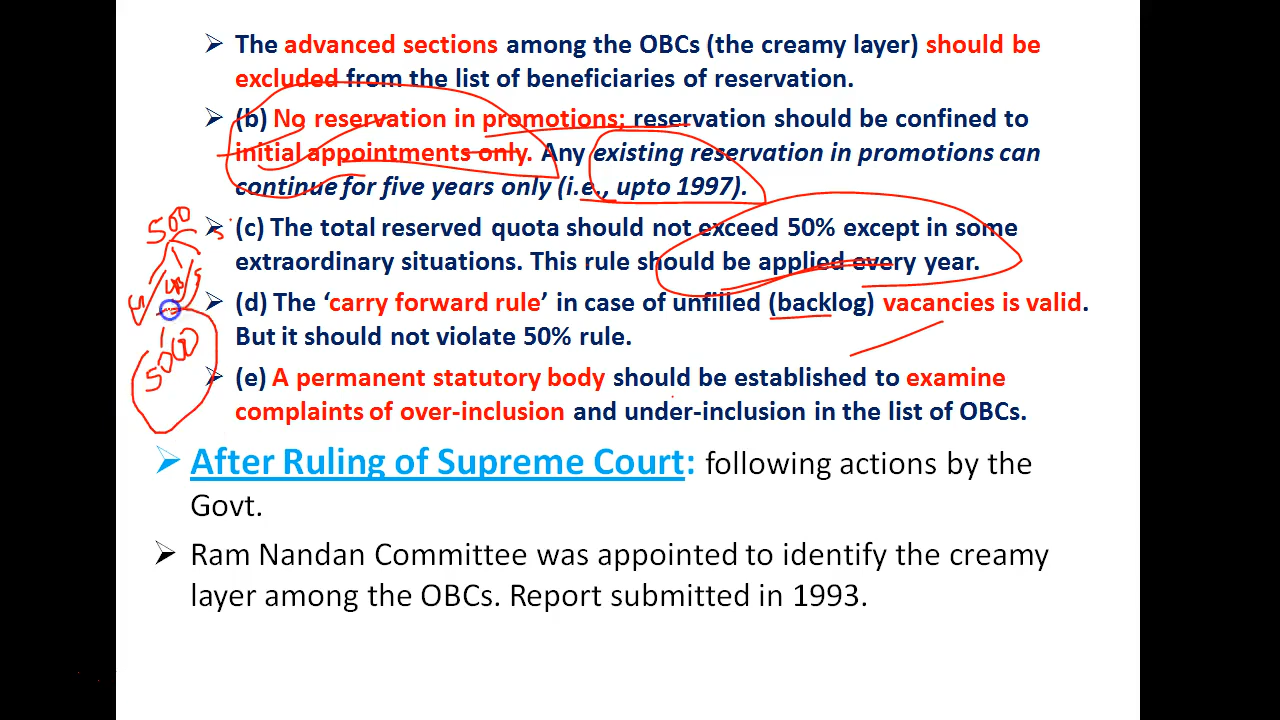 The advanced sections among the OBCs (the creamy layer) should be
excluded from the list of beneficiaries of reservation.
(b) No reservation in promotions; reservation should be confined to
initial appointments only. Any existing reservation in promotions can
continue for five years only (i.e., upto 1997).
500
(c) The total reserved quota should not exceed 50% except in some
extraordinary situations. This rule should be applied every year.
(d) The ‘carry forward rule’ in case of unfilled (backlog) vacancies is valid.
But it should not violate 50% rule.
(e) A permanent statutory body should be established to examine
complaints of over-inclusion and under-inclusion in the list of OBCs.
After Ruling of Supreme Court: following actions by the
Govt.
Ram Nandan Committee was appointed to identify the creamy
layer among the OBCs. Report submitted in 1993.